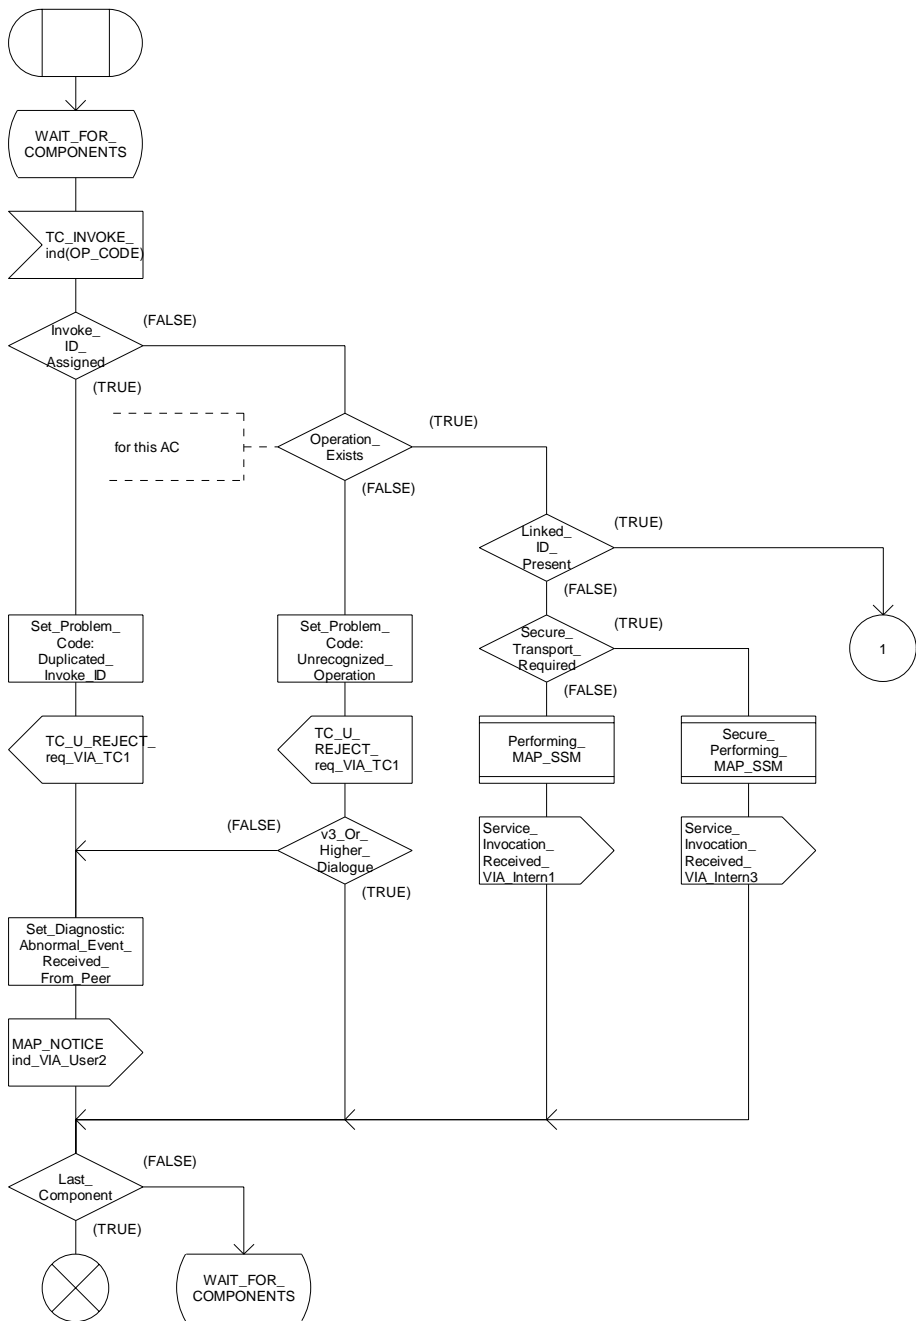 WAIT_FOR_
COMPONENTS
TC_INVOKE_
ind(OP_CODE)
Invoke_
ID_
Assigned
(FALSE)
(TRUE)
for this AC
Operation_
Exists
(TRUE)
(FALSE)
Linked_
ID_
Present
(TRUE)
(FALSE)
Set_Problem_
Code:
Duplicated_
Invoke_ID
Set_Problem_
Code:
Unrecognized_
Operation
Secure_
Transport_
Required
(TRUE)
(FALSE)
1
TC_U_REJECT_
req_VIA_TC1
TC_U_
REJECT_
req_VIA_TC1
Performing_
MAP_SSM
Secure_
Performing_
MAP_SSM
(FALSE)
v3_Or_
Higher_
Dialogue
(TRUE)
Service_
Invocation_
Received_
VIA_Intern1
Service_
Invocation_
Received_
VIA_Intern3
Set_Diagnostic:
Abnormal_Event_
Received_
From_Peer
MAP_NOTICE
ind_VIA_User2
Last_
Component
(FALSE)
(TRUE)
WAIT_FOR_
COMPONENTS